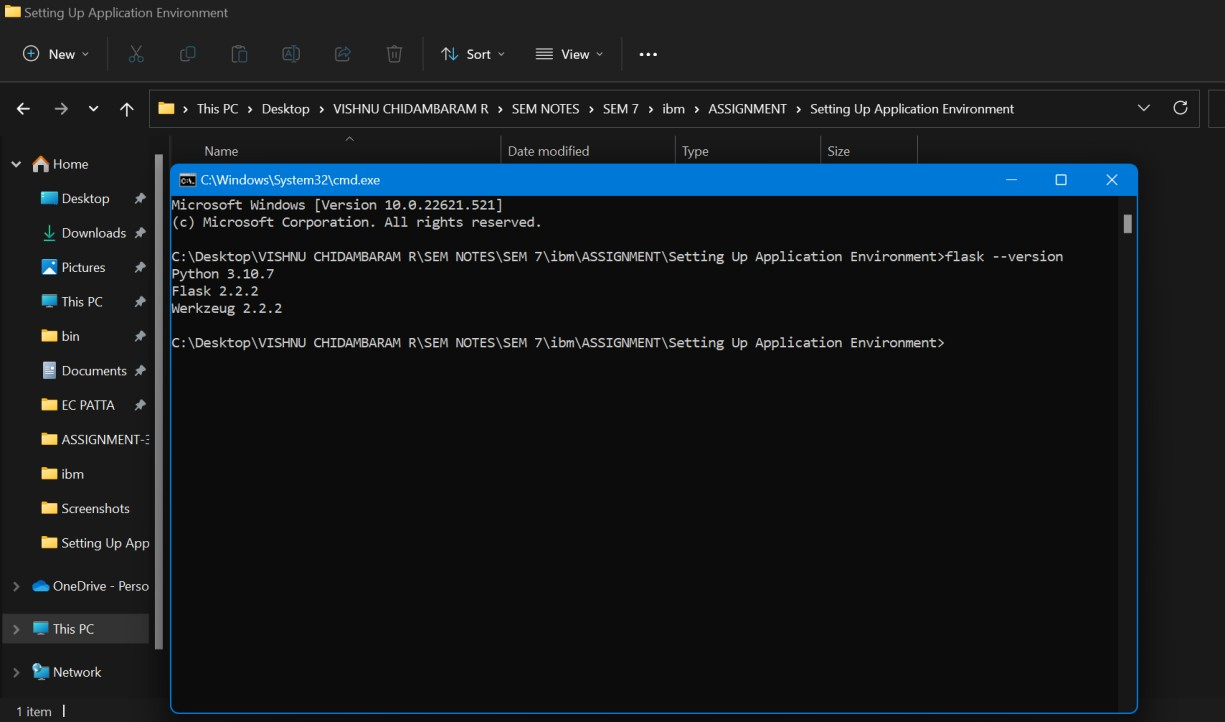 Setting Up Application Environment
New
Sort
View
This PC > Desktop > VISHNU CHIDAMBARAM R > SEM NOTES > SEM 7 > ibm > ASSIGNMENT > Setting Up Application Environment
Name Date modified Type Size
Home
Desktop
Downloads
Pictures
This PC
bin
Documents
EC PATTA
ASSIGNMENT-3
ibm
Screenshots
Setting Up App
OneDrive - Perso
This PC
Network
1 item
C:\Windows\System32\cmd.exe
Microsoft Windows [Version 10.0.22621.521]
(c) Microsoft Corporation. All rights reserved.
C:\Desktop\VISHNU CHIDAMBARAM R\SEM NOTES\SEM 7\ibm\ASSIGNMENT\Setting Up Application Environment>flask --version
Python 3.10.7
Flask 2.2.2
Werkzeug 2.2.2
C:\Desktop\VISHNU CHIDAMBARAM R\SEM NOTES\SEM 7\ibm\ASSIGNMENT\Setting Up Application Environment>